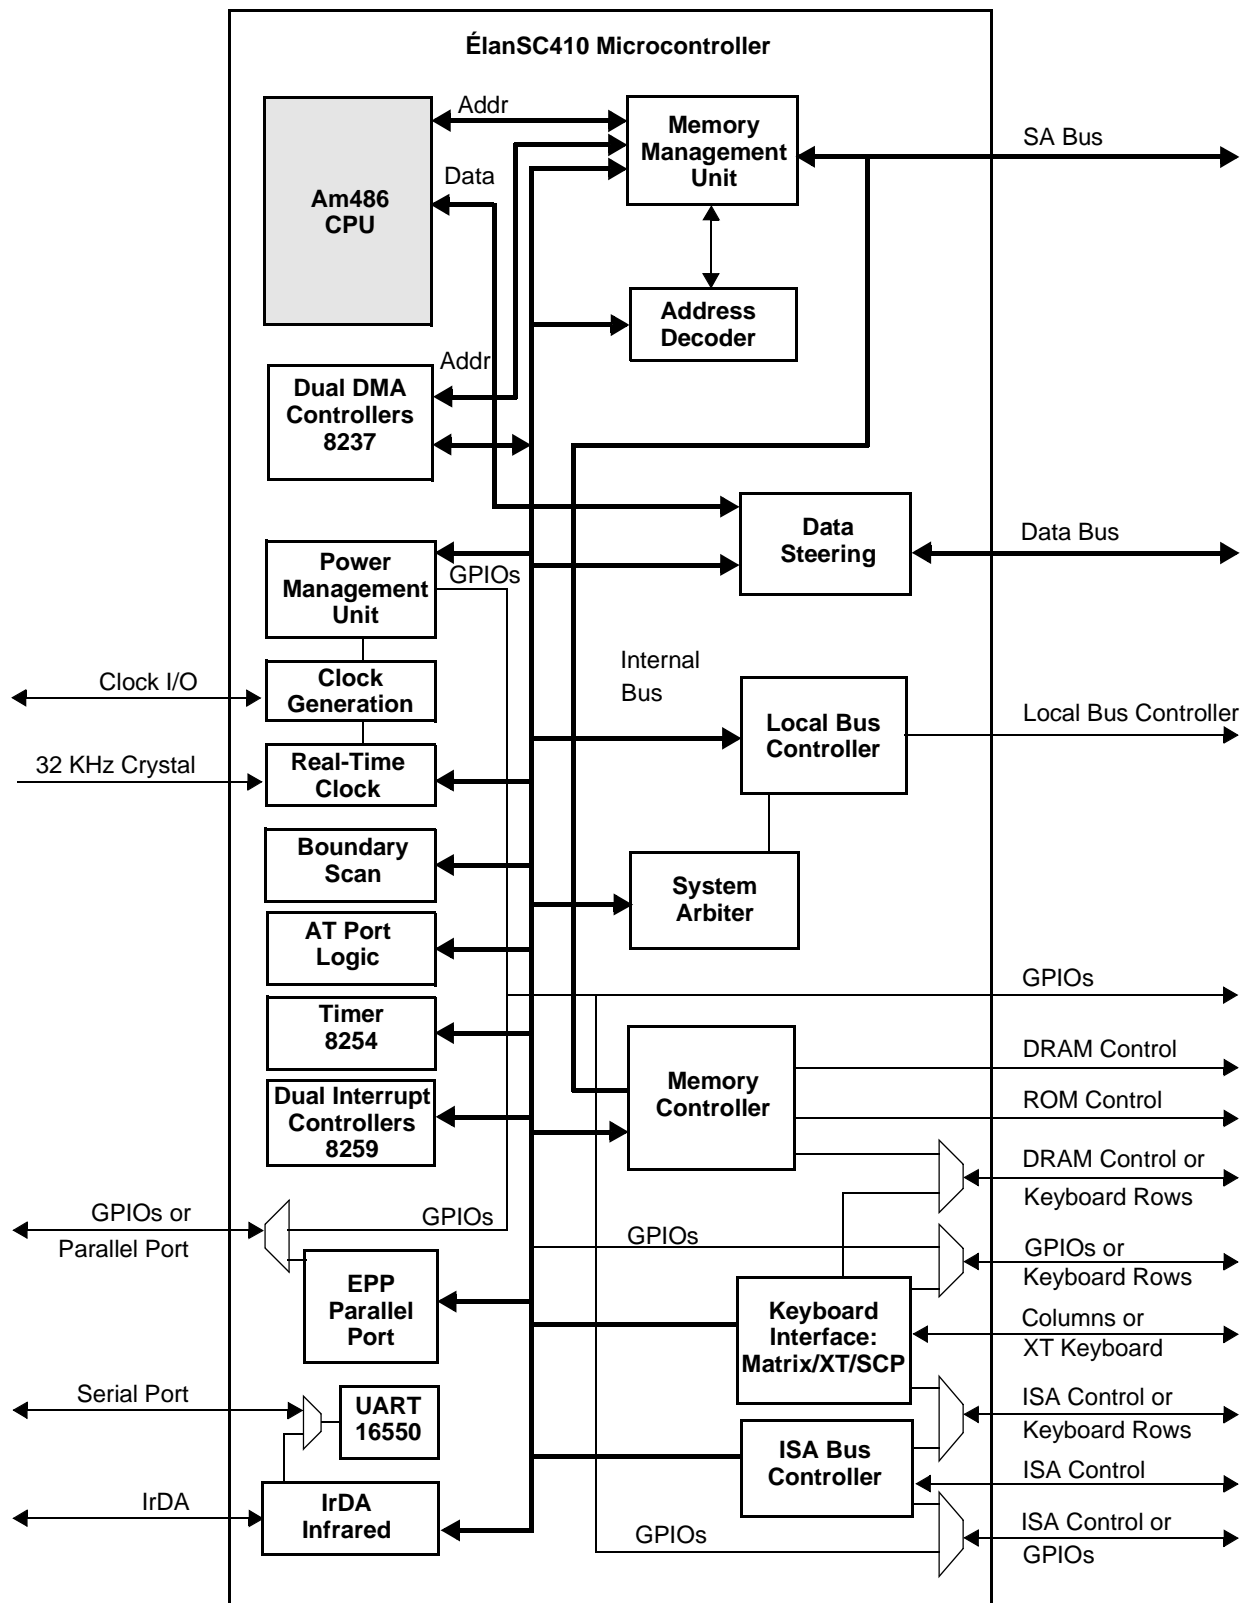 ÉlanSC410 Microcontroller
Addr
Memory
Management
Unit
SA Bus
Data
Am486
CPU
Address
Decoder
Addr
Dual DMA
Controllers
8237
Data
Steering
Data Bus
Power
Management
Unit
GPIOs
Internal
Bus
Clock I/O
Clock
Generation
Local Bus
Controller
Local Bus Controller
32 KHz Crystal
Real-Time
Clock
Boundary
Scan
System
Arbiter
AT Port
Logic
GPIOs
Timer
8254
Memory
Controller
DRAM Control
ROM Control
Dual Interrupt
Controllers
8259
DRAM Control or
Keyboard Rows
GPIOs or
Parallel Port
GPIOs
GPIOs
GPIOs or
Keyboard Rows
EPP
Parallel
Port
Keyboard
Interface:
Matrix/XT/SCP
Columns or
XT Keyboard
Serial Port
UART
16550
ISA Control or
Keyboard Rows
ISA Bus
Controller
ISA Control
IrDA
IrDA
Infrared
GPIOs
ISA Control or
GPIOs